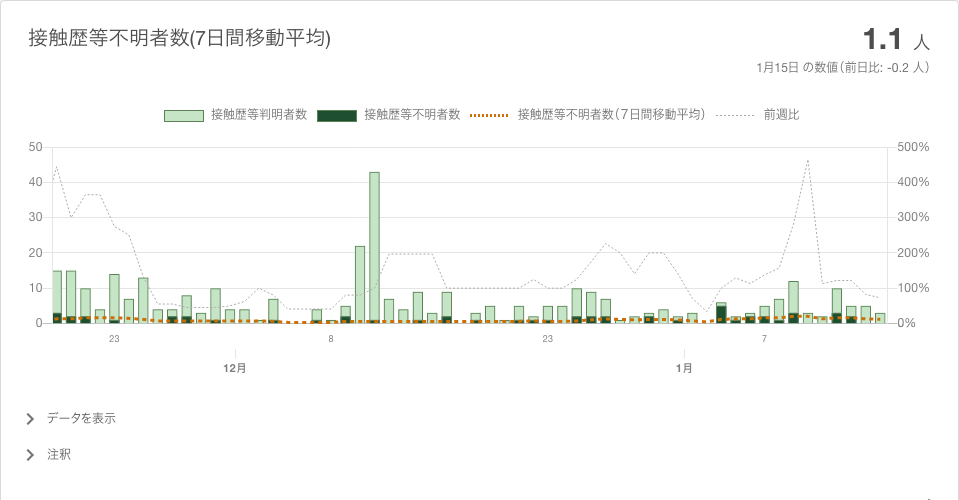 接触歴等不明者数(7日間移動平均)
1.1 人
1月15日 の数値（前日比: -0.2 人）
接触歴等判明者数 接触歴等不明者数 接触歴等不明者数（7日間移動平均） 前週比
50 500%
40 400%
30 300%
20 200%
10 100%
0 0%
23 8 23 7
12月 1月
データを表示
注釈